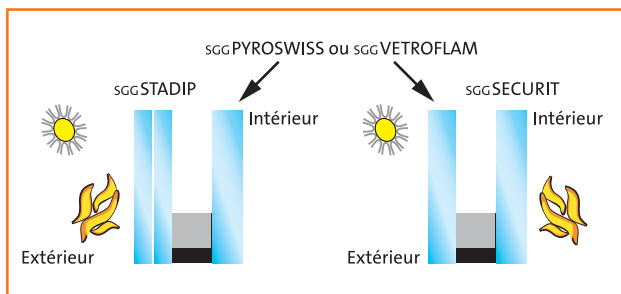 SGG PYROSWISS ou SGG VETROFLAM
SGG STADIP
SGG SECURIT
Intérieur
Intérieur
Extérieur
Extérieur